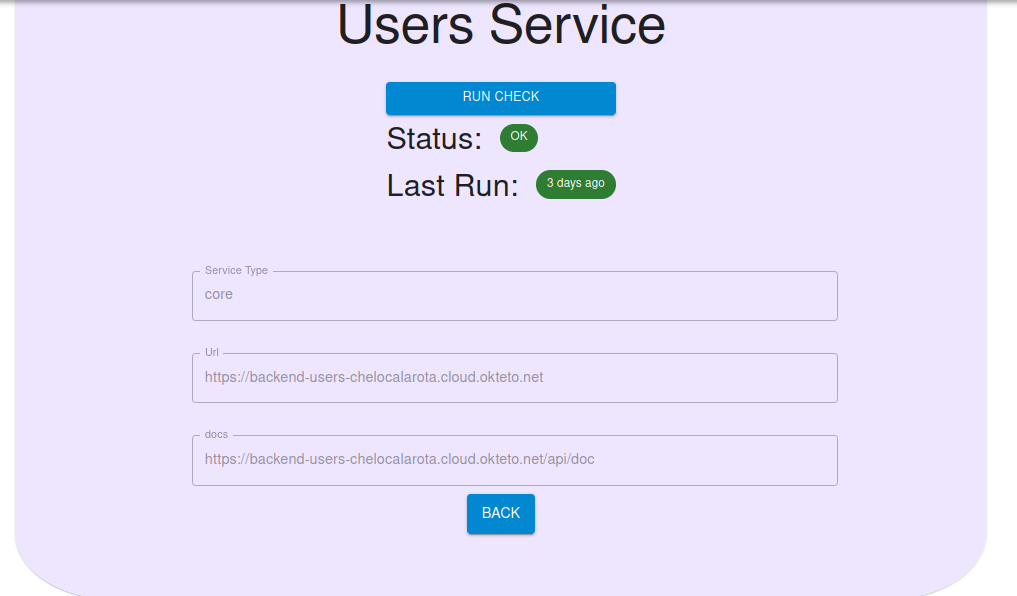 Users Service
RUN CHECK
Status: OK
Last Run: 3 days ago
Service Type
core
Url
https://backend-users-chelocalarota.cloud.okteto.net
docs
https://backend-users-chelocalarota.cloud.okteto.net/api/doc
BACK